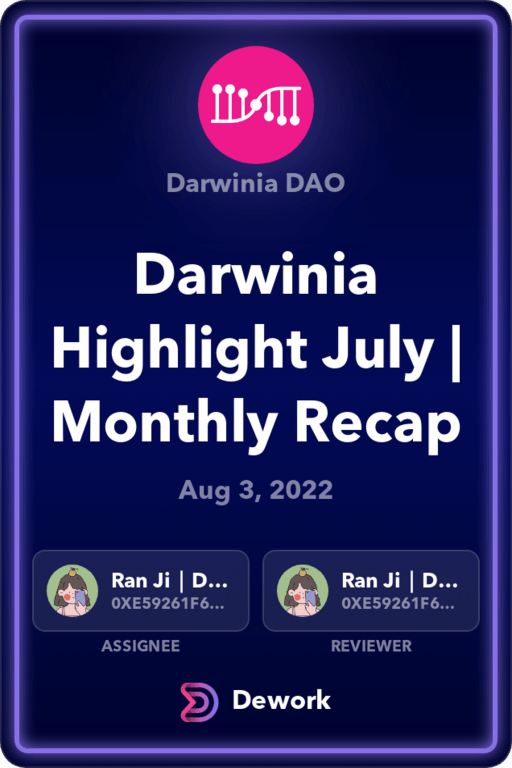 Darwinia DAO
Darwinia
Highlight July |
Monthly Recap
Aug 3, 2022
Ran Ji | D...
0XE59261F6...
ASSIGNEE
Ran Ji | D...
0XE59261F6...
REVIEWER
Dework